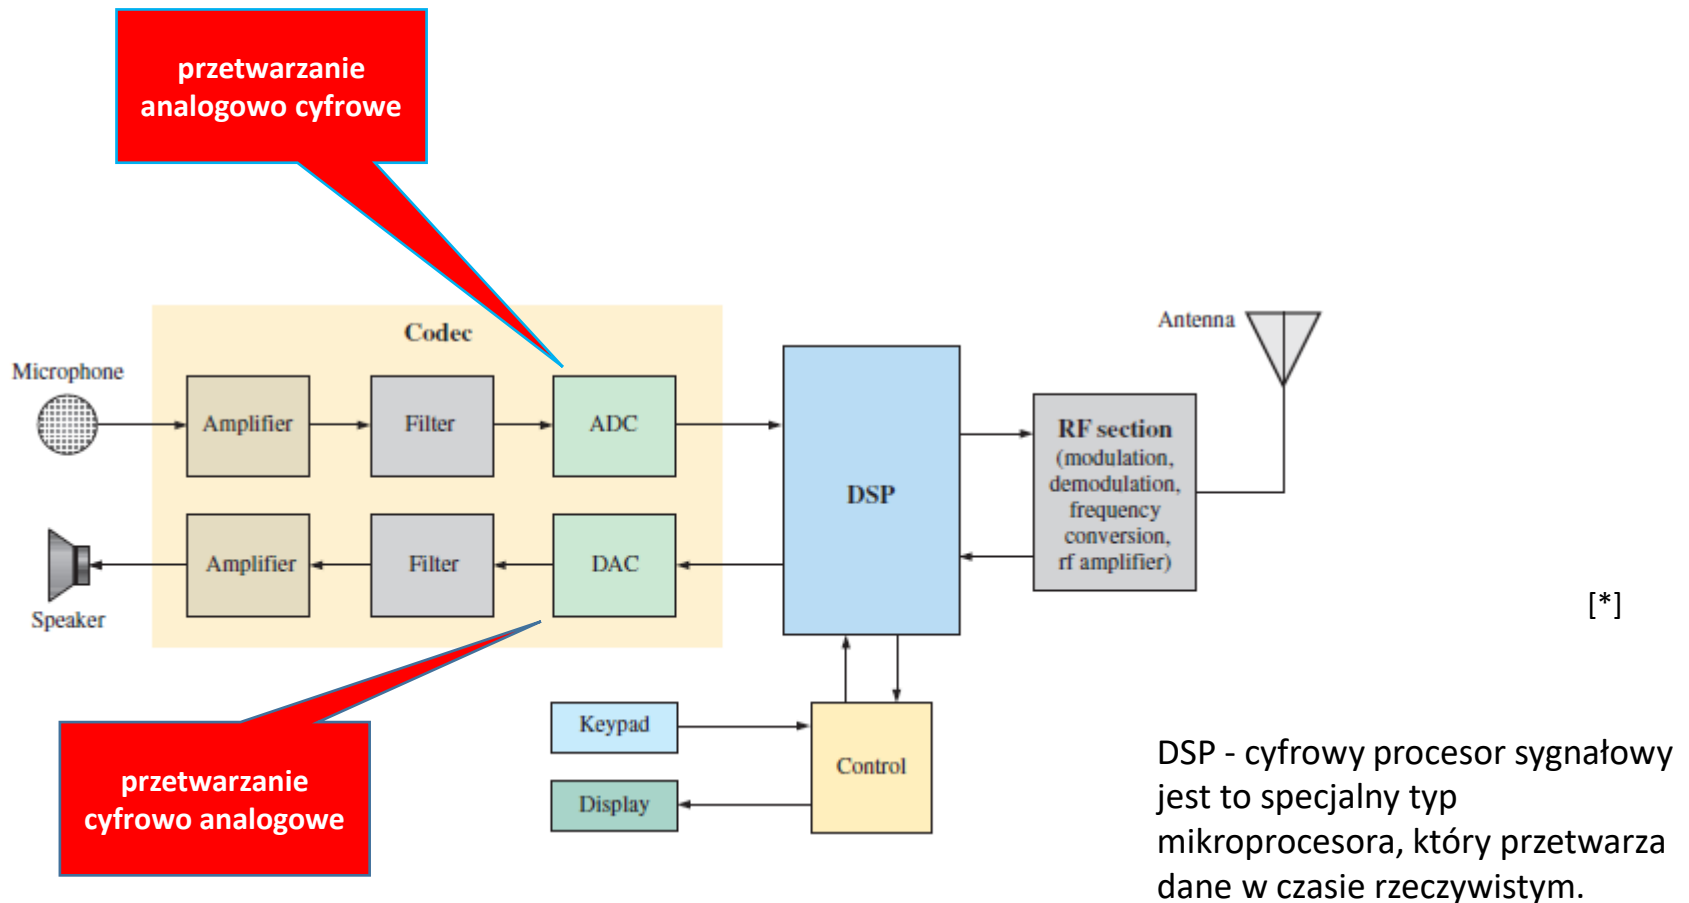 przetwarzanie
analogowo cyfrowe
Codec
Antenna
Microphone
Amplifier
Filter
ADC
DSP
RF section
(modulation,
demodulation,
frequency
conversion,
rf amplifier)
Amplifier
Filter
DAC
Speaker
[*]
Keypad
Control
Display
przetwarzanie
cyfrowo analogowe
DSP - cyfrowy procesor sygnałowy
jest to specjalny typ
mikroprocesora, który przetwarza
dane w czasie rzeczywistym.